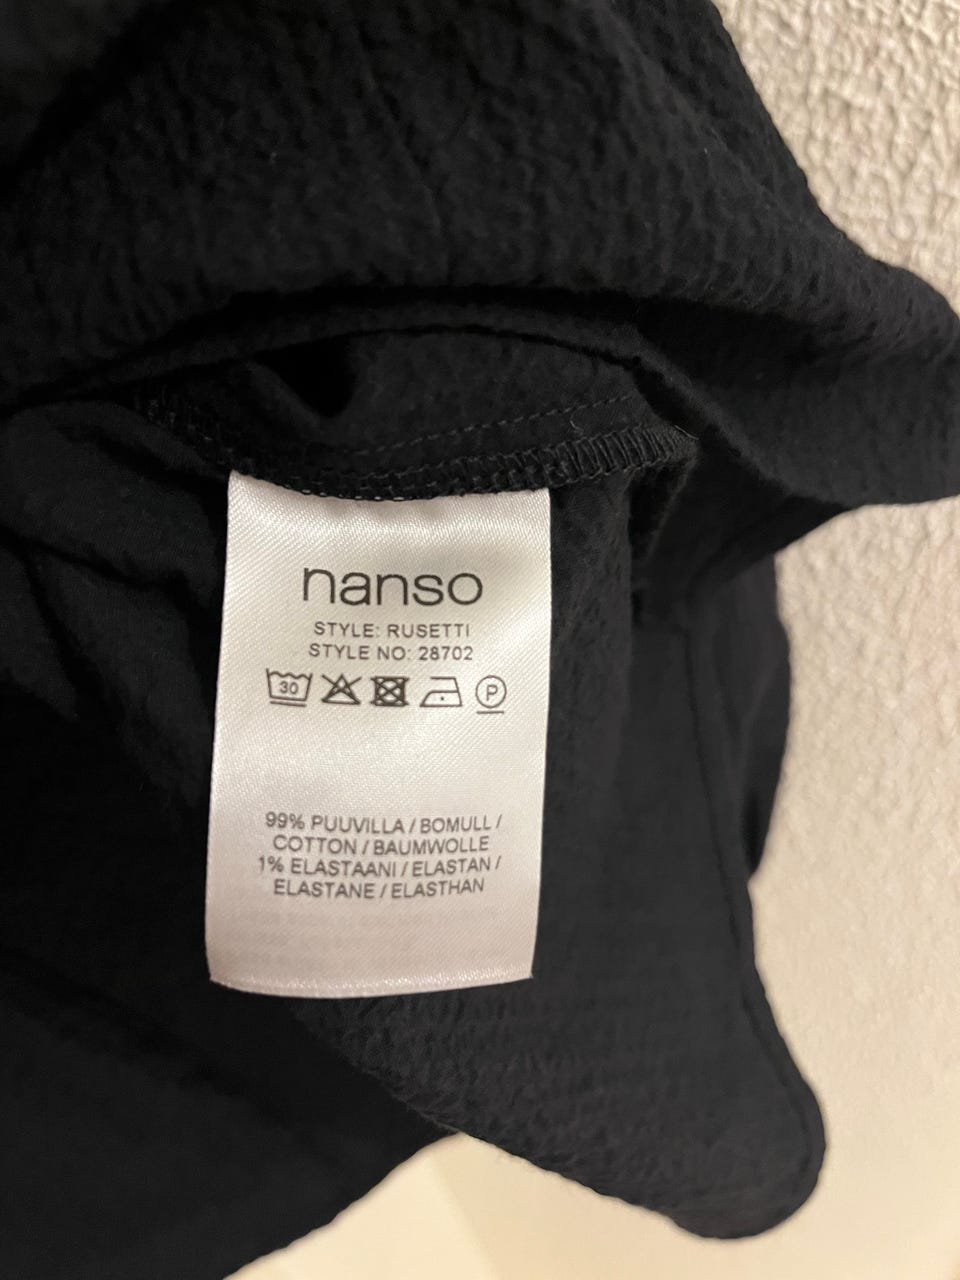 nanso
STYLE: RUSETTI
STYLE NO: 28702
30 P
99% PUUVILLA / BOMULL /
COTTON / BAUMWOLLE
1% ELASTAANI / ELASTAN /
ELASTANE / ELASTHAN